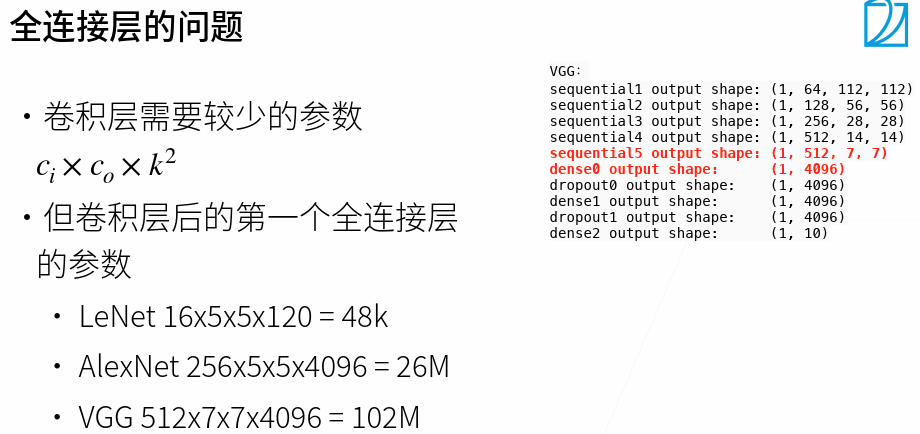 全连接层的问题
• 卷积层需要较少的参数
c_i × c_o × k²
• 但卷积层后的第一个全连接层
的参数
• LeNet 16x5x5x120 = 48k
• AlexNet 256x5x5x4096 = 26M
• VGG 512x7x7x4096 = 102M
VGG:
sequential1 output shape: (1, 64, 112, 112)
sequential2 output shape: (1, 128, 56, 56)
sequential3 output shape: (1, 256, 28, 28)
sequential4 output shape: (1, 512, 14, 14)
sequential5 output shape: (1, 512, 7, 7)
dense0 output shape: (1, 4096)
dropout0 output shape: (1, 4096)
dense1 output shape: (1, 4096)
dropout1 output shape: (1, 4096)
dense2 output shape: (1, 10)